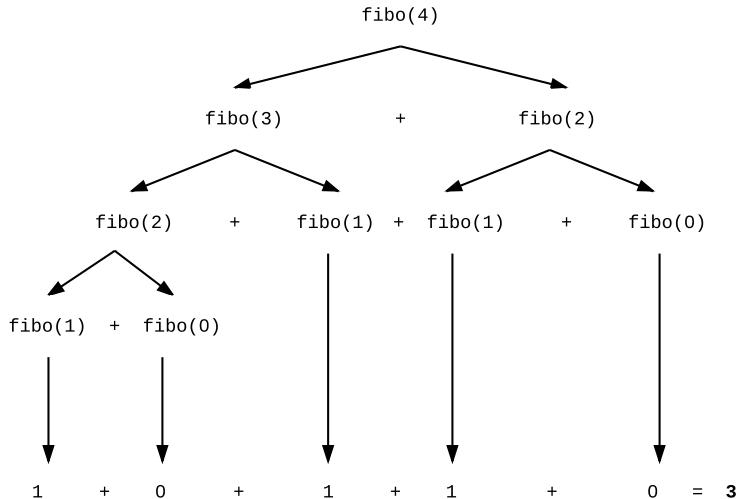 fibo(4)
fibo(3) + fibo(2)
fibo(2) + fibo(1) + fibo(1) + fibo(0)
fibo(1) + fibo(0)
1 + 0 + 1 + 1 + 0 = 3